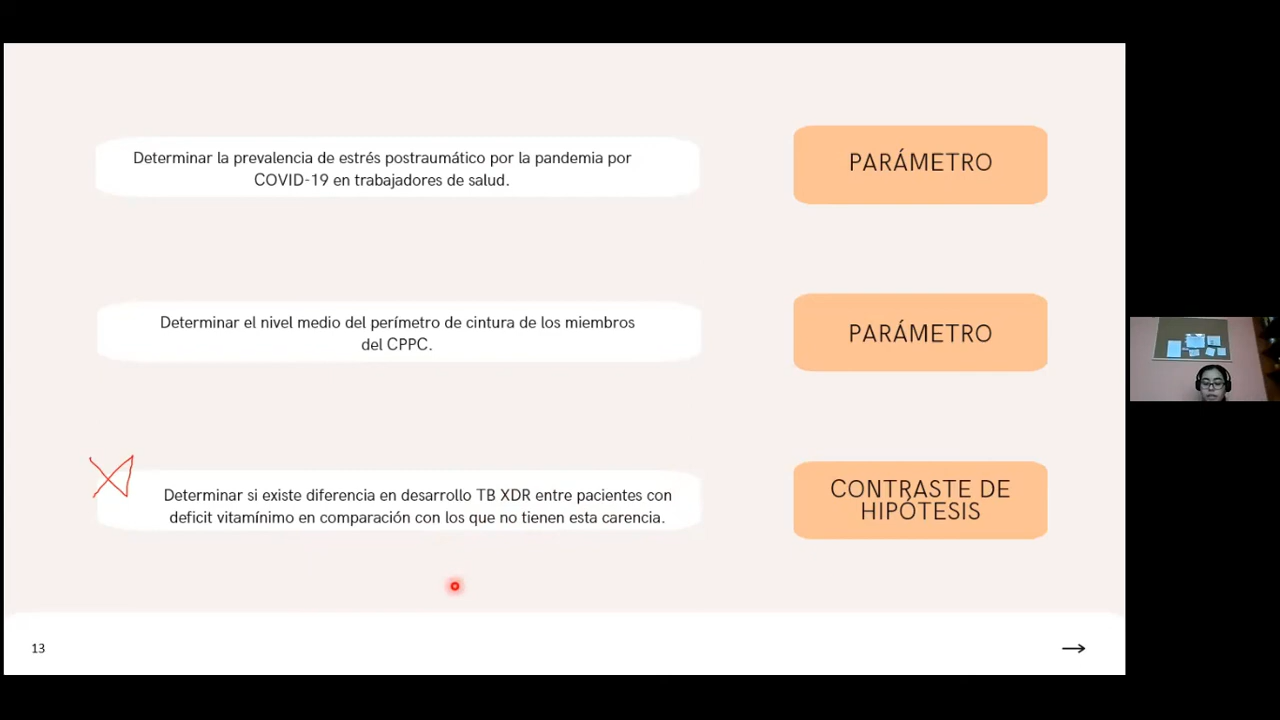 Determinar la prevalencia de estrés postraumático por la pandemia por
COVID-19 en trabajadores de salud.
PARÁMETRO
Determinar el nivel medio del perímetro de cintura de los miembros
del CPPC.
PARÁMETRO
Determinar si existe diferencia en desarrollo TB XDR entre pacientes con
deficit vitamínimo en comparación con los que no tienen esta carencia.
CONTRASTE DE
HIPÓTESIS
13